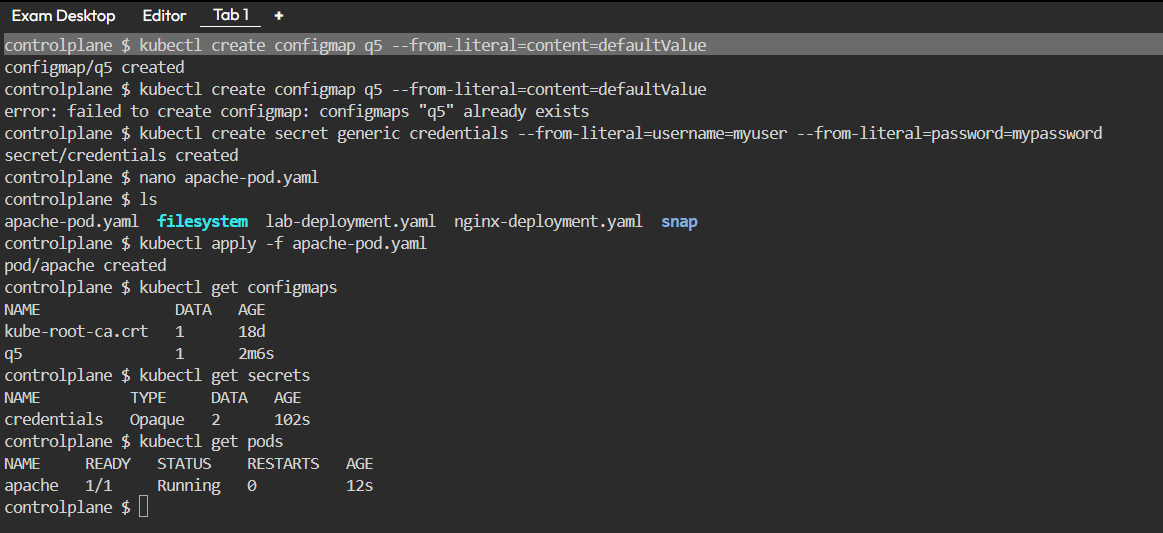 Exam Desktop Editor Tab 1 +
controlplane $ kubectl create configmap q5 --from-literal=content=defaultValue
configmap/q5 created
controlplane $ kubectl create configmap q5 --from-literal=content=defaultValue
error: failed to create configmap: configmaps "q5" already exists
controlplane $ kubectl create secret generic credentials --from-literal=username=myuser --from-literal=password=mypassword
secret/credentials created
controlplane $ nano apache-pod.yaml
controlplane $ ls
apache-pod.yaml  filesystem  lab-deployment.yaml  nginx-deployment.yaml  snap
controlplane $ kubectl apply -f apache-pod.yaml
pod/apache created
controlplane $ kubectl get configmaps
NAME               DATA   AGE
kube-root-ca.crt   1      18d
q5                 1      2m6s
controlplane $ kubectl get secrets
NAME          TYPE     DATA   AGE
credentials   Opaque   2      102s
controlplane $ kubectl get pods
NAME     READY   STATUS    RESTARTS   AGE
apache   1/1     Running   0          12s
controlplane $